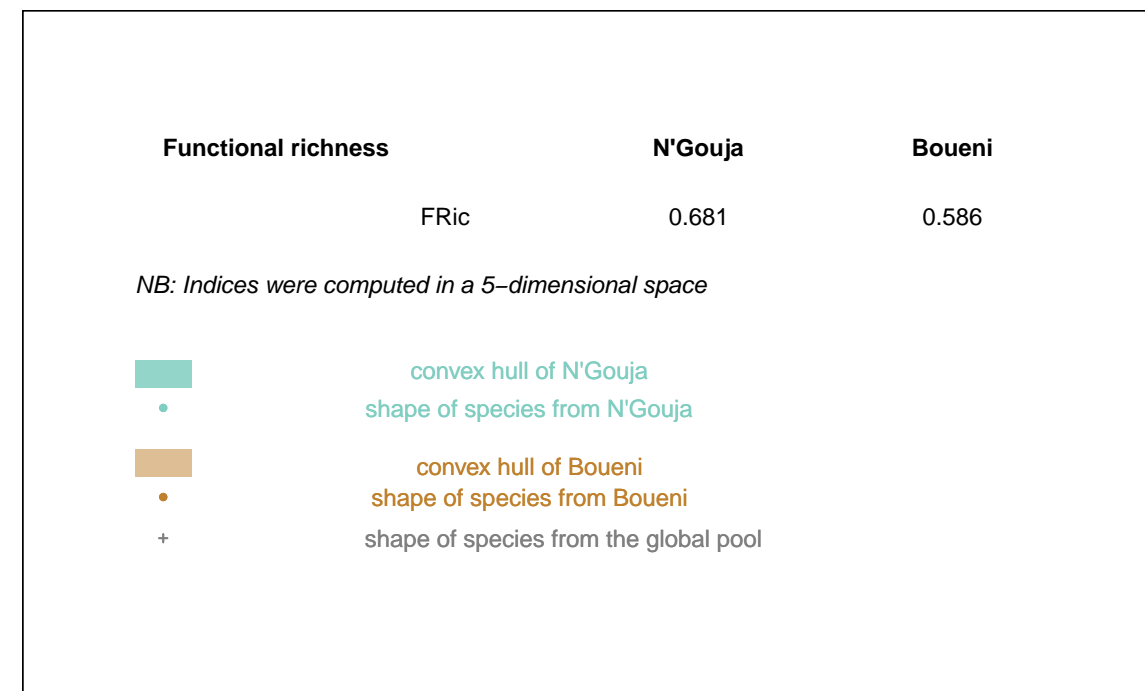 Functional richness N'Gouja Boueni
FRic 0.681 0.586
NB: Indices were computed in a 5−dimensional space
convex hull of N'Gouja
shape of species from N'Gouja
convex hull of Boueni
shape of species from Boueni
+ shape of species from the global pool